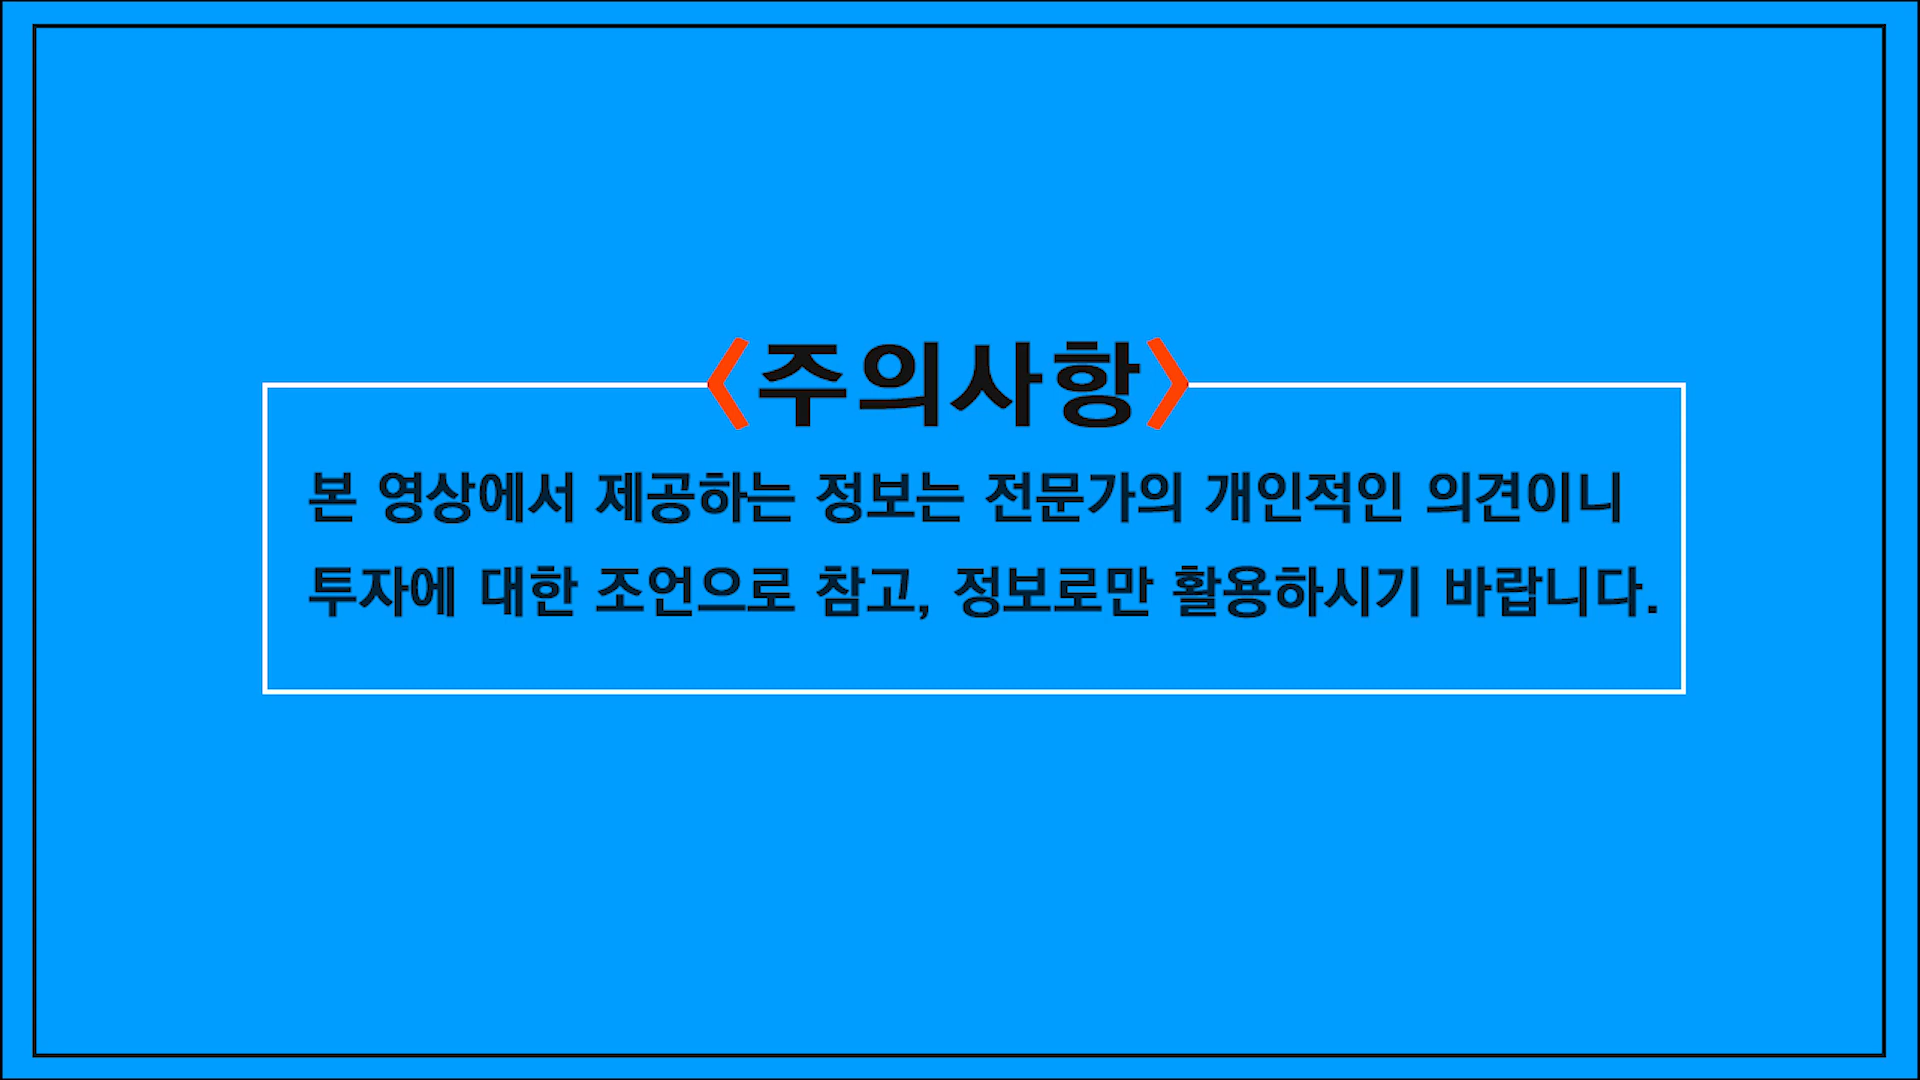 〈주의사항〉
본 영상에서 제공하는 정보는 전문가의 개인적인 의견이니
투자에 대한 조언으로 참고, 정보로만 활용하시기 바랍니다.